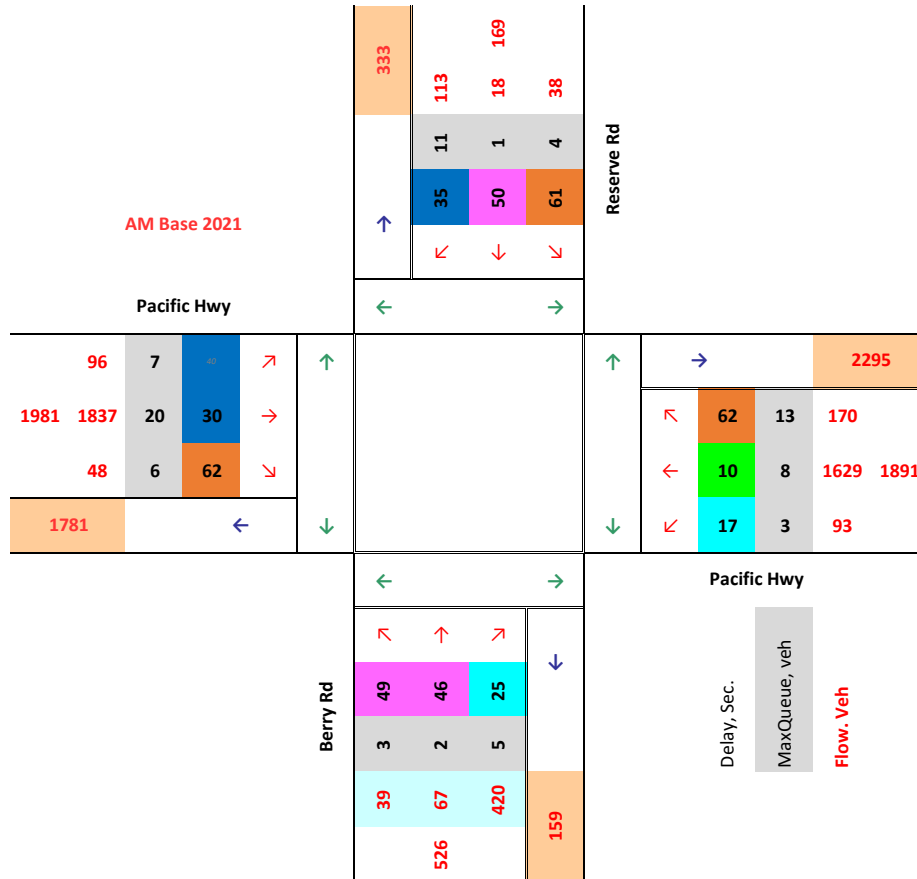 169
333
113 18 38
11 1 4
35 50 61
Reserve Rd
↑
↙ ↓ ↘
AM Base 2021
Pacific Hwy
← →
96 7 40 ↗ ↑ ↑ → 2295
1981 1837 20 30 → ↖ 62 13 170
48 6 62 ↘ ← 10 8 1629 1891
1781 ← ↓ ↓ ↙ 17 3 93
← →
Pacific Hwy
↖ ↑ ↗
↓
Berry Rd
49 46 25
3 2 5
39 67 420
159
526
Delay, Sec.
MaxQueue, veh
Flow. Veh